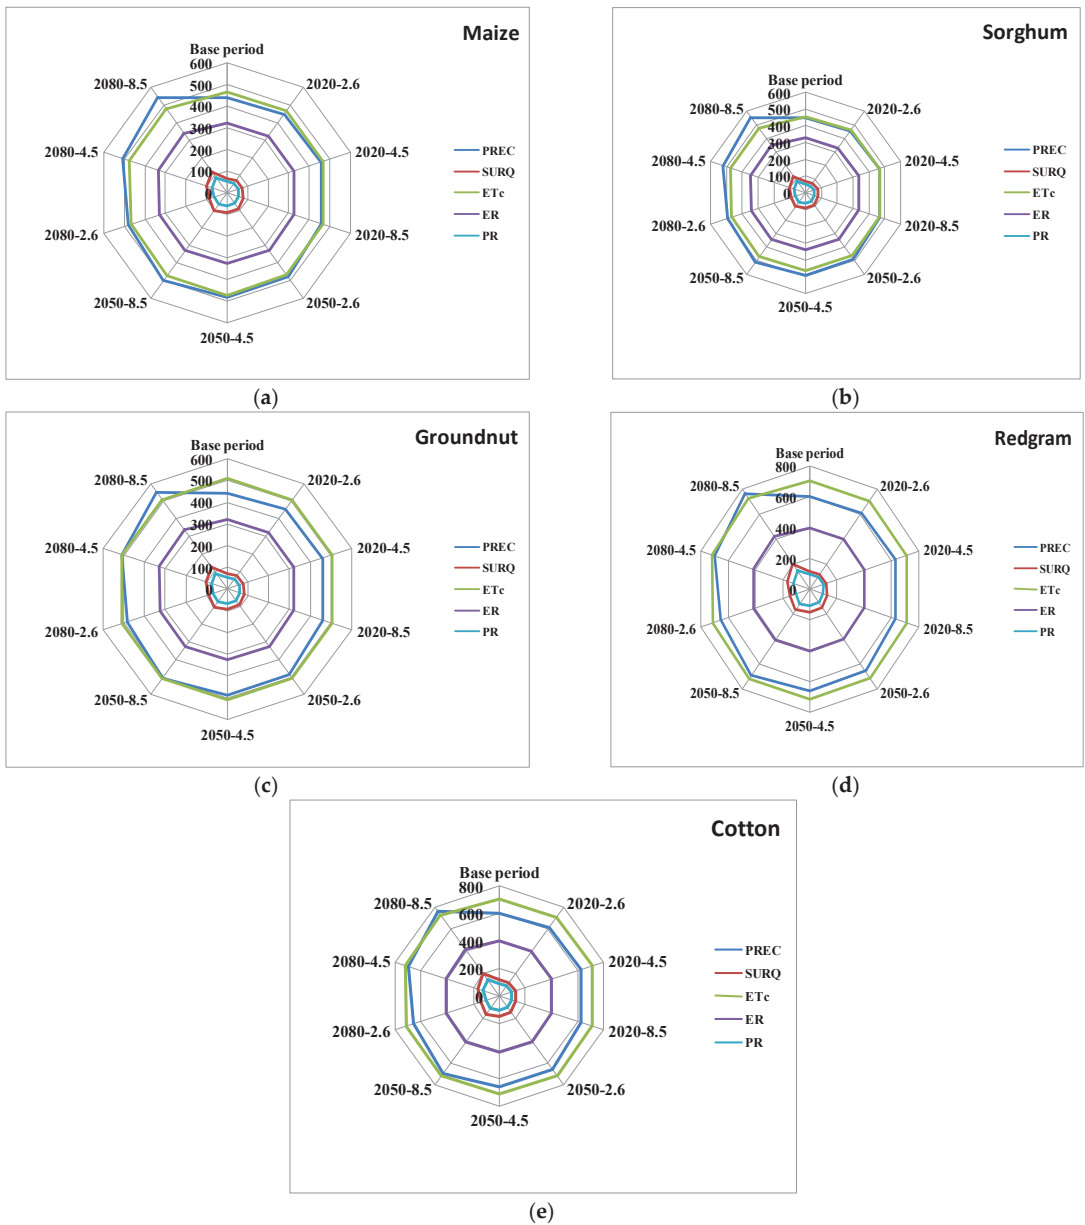 Maize
Base period
600
500
400
300
200
100
0
2020-2.6
2020-4.5
2020-8.5
2050-2.6
2050-4.5
2050-8.5
2080-2.6
2080-4.5
2080-8.5
PREC
SURQ
ETc
ER
PR
(a)
Sorghum
Base period
600
500
400
300
200
100
0
2020-2.6
2020-4.5
2020-8.5
2050-2.6
2050-4.5
2050-8.5
2080-2.6
2080-4.5
2080-8.5
PREC
SURQ
ETc
ER
PR
(b)
Groundnut
Base period
600
500
400
300
200
100
0
2020-2.6
2020-4.5
2020-8.5
2050-2.6
2050-4.5
2050-8.5
2080-2.6
2080-4.5
2080-8.5
PREC
SURQ
ETc
ER
PR
(c)
Redgram
Base period
800
600
400
200
0
2020-2.6
2020-4.5
2020-8.5
2050-2.6
2050-4.5
2050-8.5
2080-2.6
2080-4.5
2080-8.5
PREC
SURQ
ETc
ER
PR
(d)
Cotton
Base period
800
600
400
200
0
2020-2.6
2020-4.5
2020-8.5
2050-2.6
2050-4.5
2050-8.5
2080-2.6
2080-4.5
2080-8.5
PREC
SURQ
ETc
ER
PR
(e)